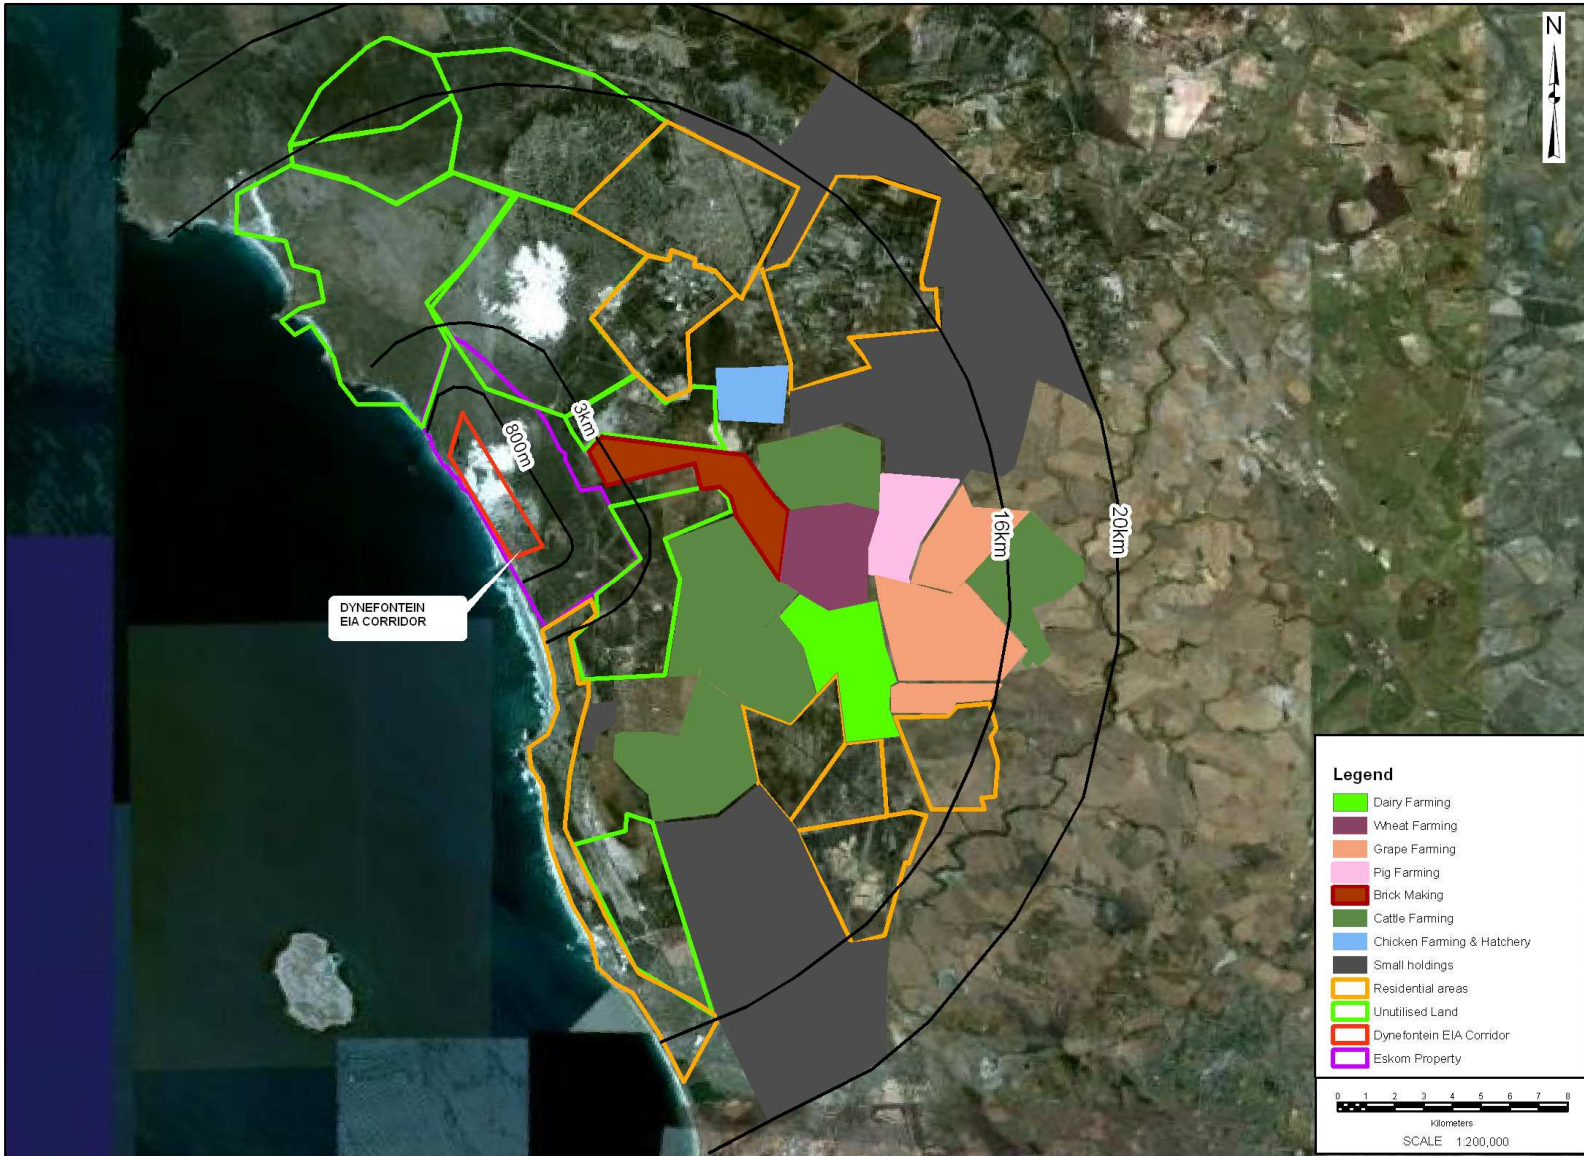 N
3km
800m
16km
20km
DYNEFONTEIN
EIA CORRIDOR
Legend
Dairy Farming
Wheat Farming
Grape Farming
Pig Farming
Brick Making
Cattle Farming
Chicken Farming & Hatchery
Small holdings
Residential areas
Unutilised Land
Dynefontein EIA Corridor
Eskom Property
0 1 2 3 4 5 6 7 8
Kilometers
SCALE 1:200,000